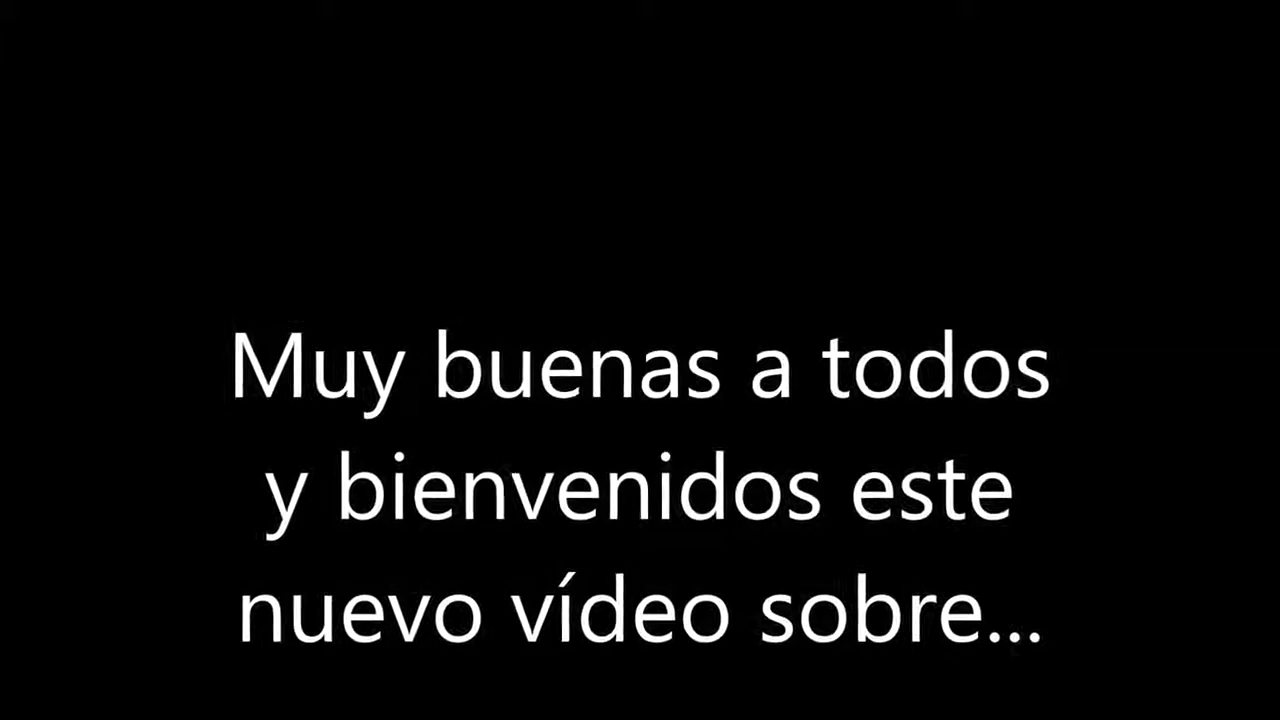 Muy buenas a todos
y bienvenidos este
nuevo vídeo sobre...